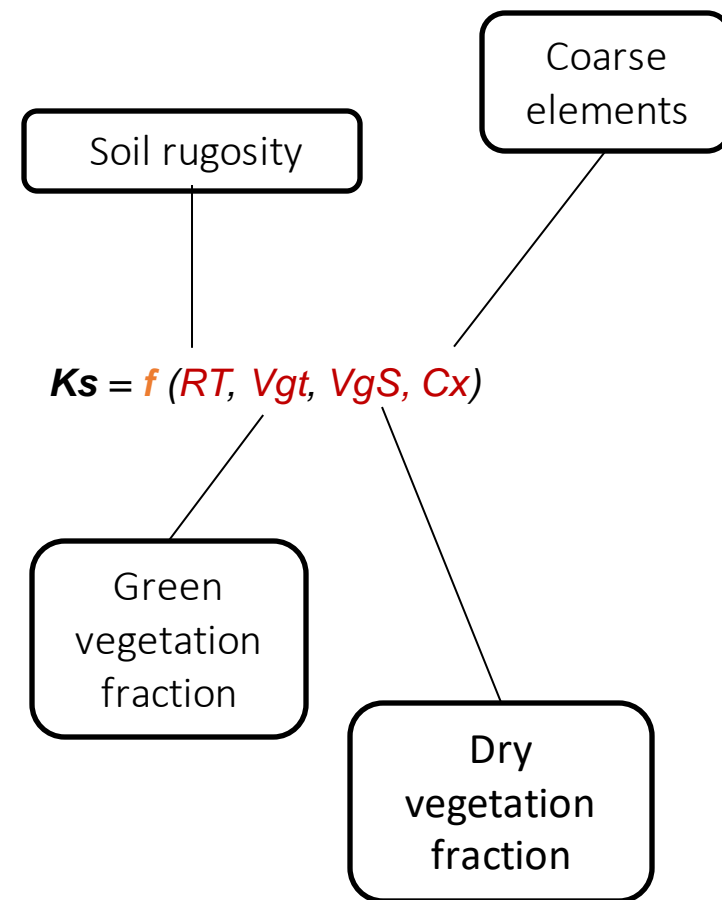 Coarse
elements
Soil rugosity
Ks = f (RT, Vgt, VgS, Cx)
Green
vegetation
fraction
Dry
vegetation
fraction